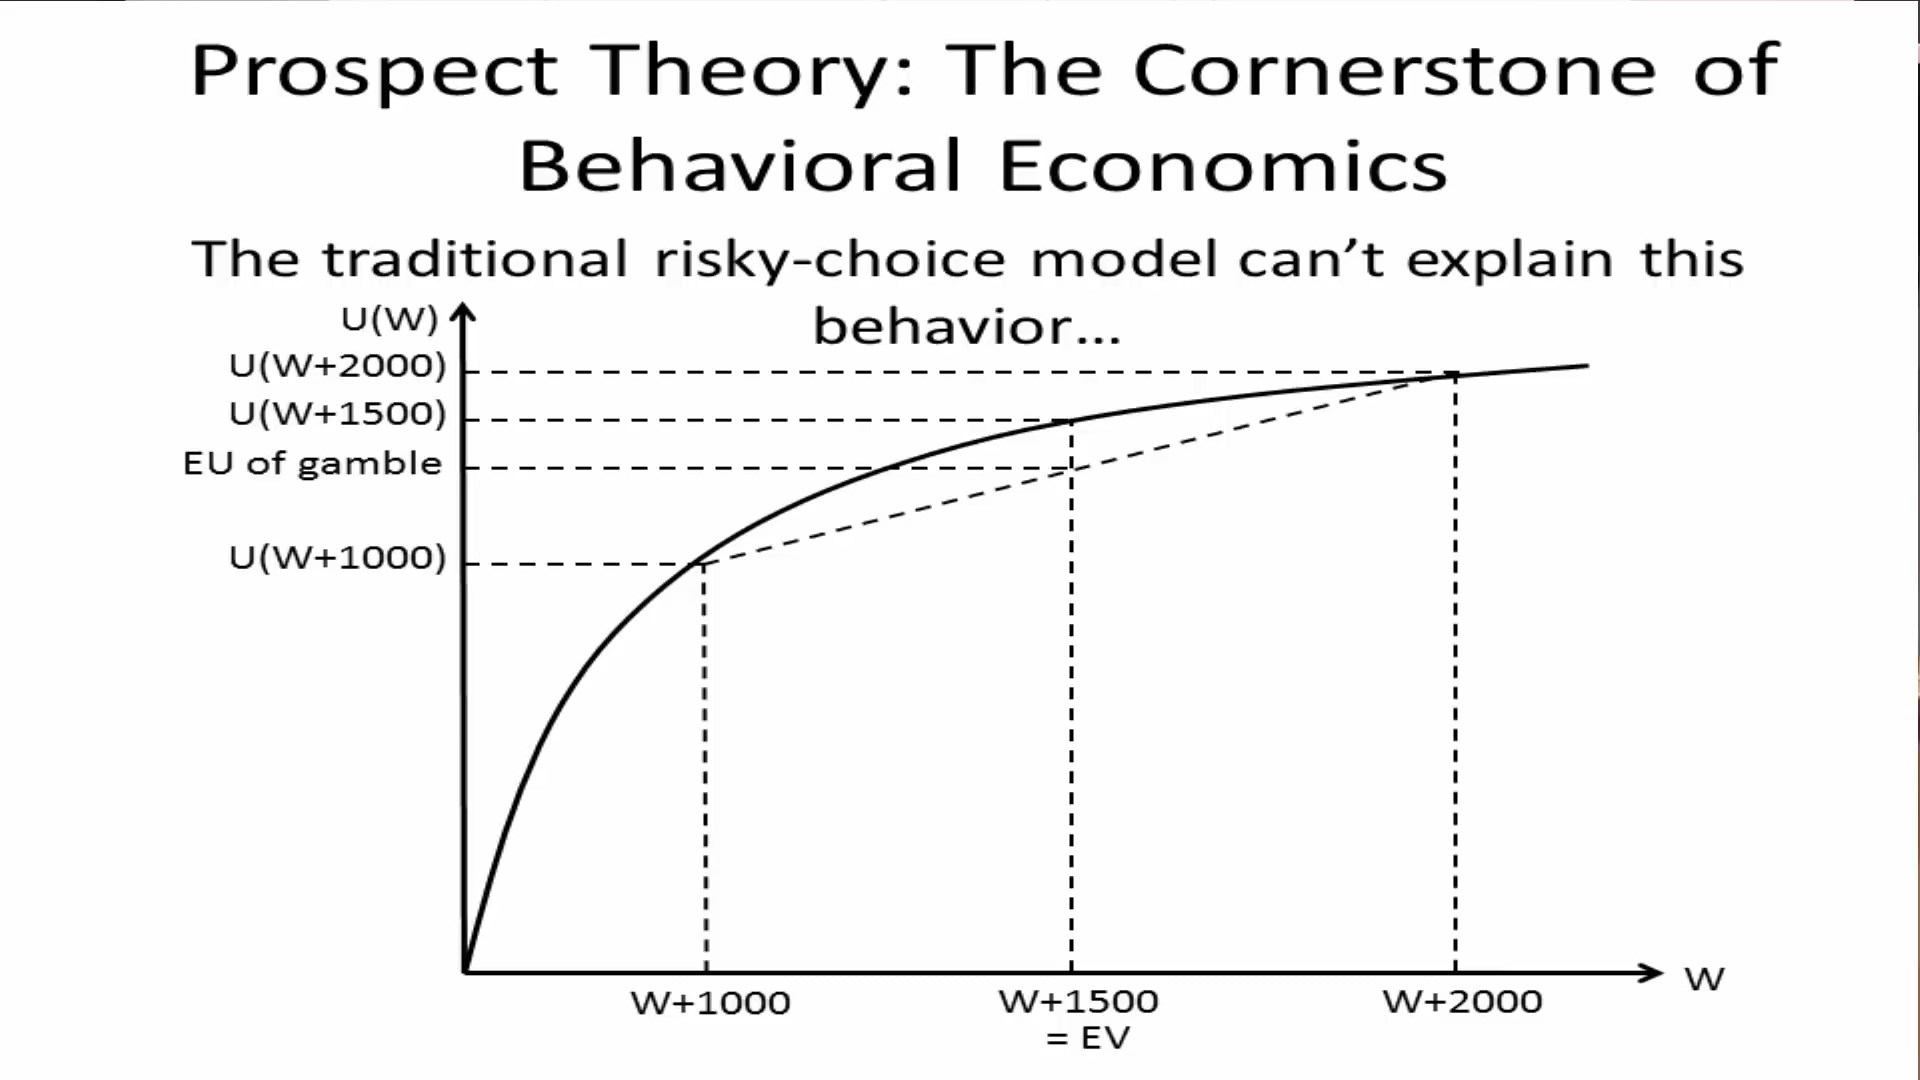 Prospect Theory: The Cornerstone of
Behavioral Economics
The traditional risky-choice model can’t explain this
behavior...
U(W)
U(W+2000)
U(W+1500)
EU of gamble
U(W+1000)
W
W+1000
W+1500
W+2000
= EV